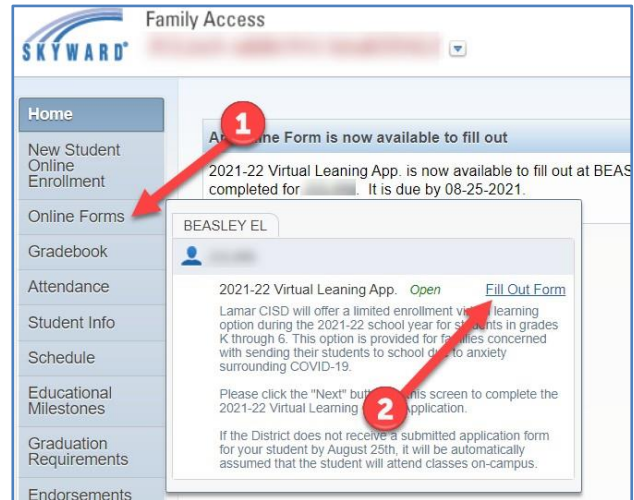 Family Access
SKYWARD
Home
New Student
Online
Enrollment
Online Forms
Gradebook
Attendance
Student Info
Schedule
Educational
Milestones
Graduation
Requirements
Endorsements
1
An Online Form is now available to fill out
2021-22 Virtual Leaning App. is now available to fill out at BEAS
completed for . It is due by 08-25-2021.
BEASLEY EL
2021-22 Virtual Leaning App. Open Fill Out Form
Lamar CISD will offer a limited enrollment virtual learning
option during the 2021-22 school year for students in grades
K through 6. This option is provided for families concerned
with sending their students to school due to anxiety
surrounding COVID-19.
Please click the "Next" button this screen to complete the
2021-22 Virtual Learning Application.
2
If the District does not receive a submitted application form
for your student by August 25th, it will be automatically
assumed that the student will attend classes on-campus.